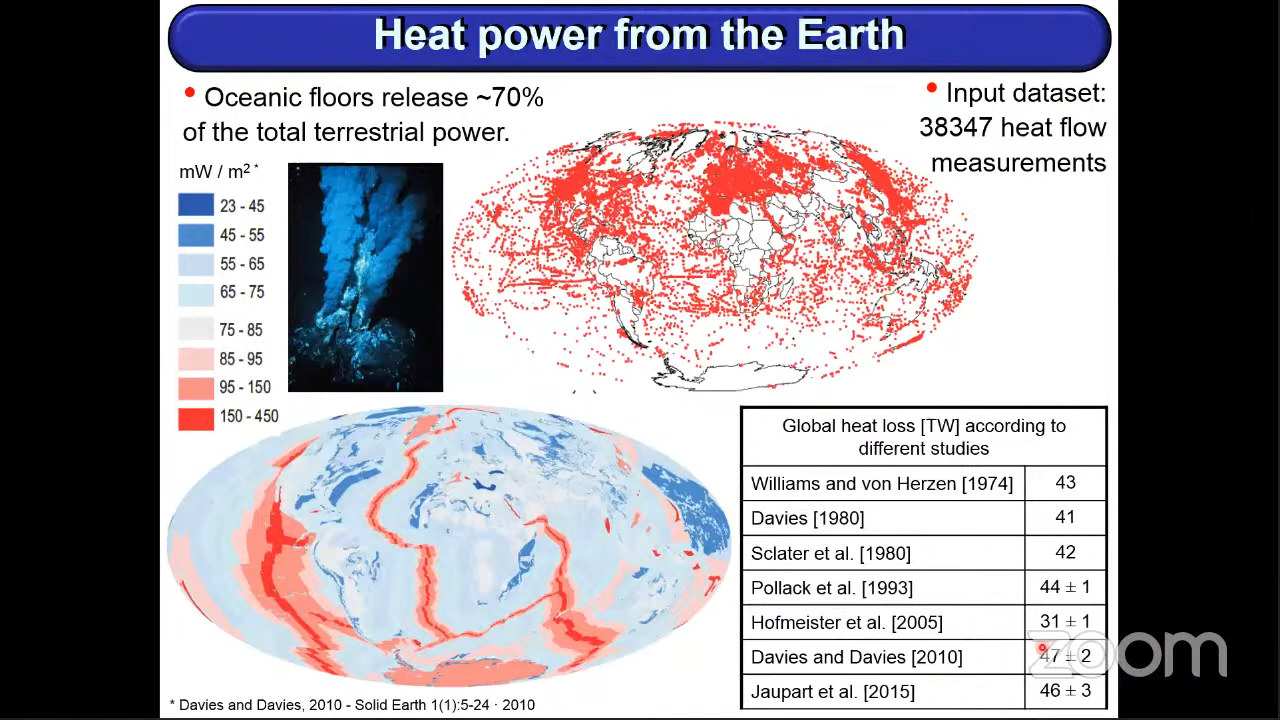 Heat power from the Earth
• Oceanic floors release ~70%
of the total terrestrial power.
• Input dataset:
38347 heat flow
measurements
mW / m² *
23 - 45
45 - 55
55 - 65
65 - 75
75 - 85
85 - 95
95 - 150
150 - 450
Global heat loss [TW] according to
different studies
Williams and von Herzen [1974] 43
Davies [1980] 41
Sclater et al. [1980] 42
Pollack et al. [1993] 44 ± 1
Hofmeister et al. [2005] 31 ± 1
Davies and Davies [2010] 47 ± 2
Jaupart et al. [2015] 46 ± 3
zoom
* Davies and Davies, 2010 - Solid Earth 1(1):5-24 · 2010